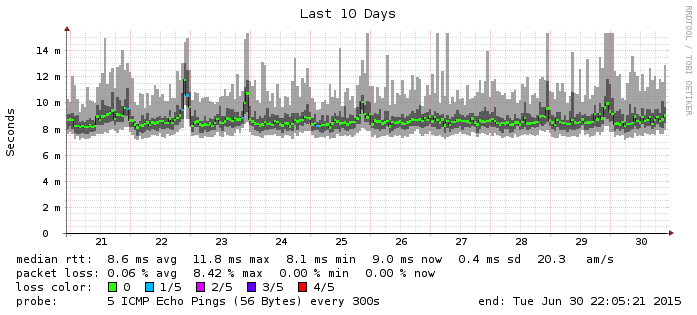 Last 10 Days
RRDTOOL / TOBI OETIKER
Seconds
14 m
12 m
10 m
8 m
6 m
4 m
2 m
0
21 22 23 24 25 26 27 28 29 30
median rtt: 8.6 ms avg 11.8 ms max 8.1 ms min 9.0 ms now 0.4 ms sd 20.3 am/s
packet loss: 0.06 % avg 8.42 % max 0.00 % min 0.00 % now
loss color: 0 1/5 2/5 3/5 4/5
probe: 5 ICMP Echo Pings (56 Bytes) every 300s end: Tue Jun 30 22:05:21 2015